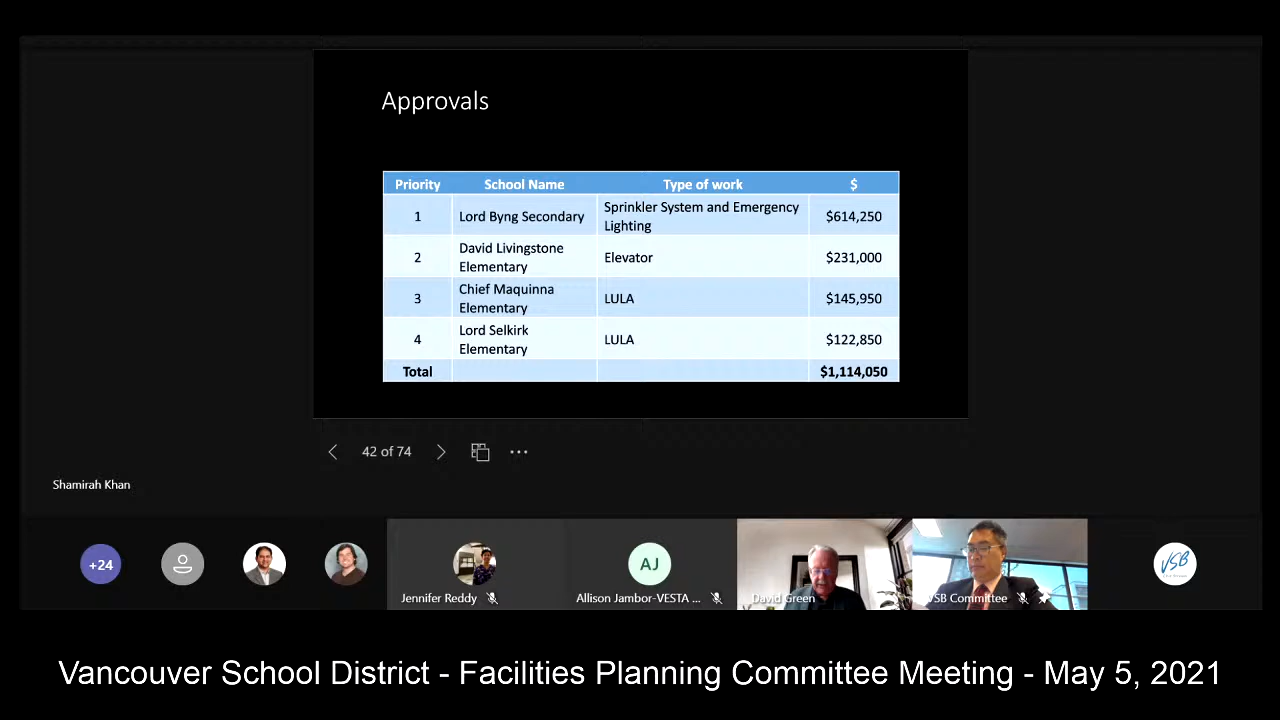 Approvals
Priority School Name Type of work $
1 Lord Byng Secondary Sprinkler System and Emergency Lighting $614,250
2 David Livingstone Elementary Elevator $231,000
3 Chief Maquinna Elementary LULA $145,950
4 Lord Selkirk Elementary LULA $122,850
Total $1,114,050
42 of 74
Shamirah Khan
+24
AJ
VSB
Jennifer Reddy
Allison Jambor-VESTA ...
David Green
VSB Committee
Vancouver School District - Facilities Planning Committee Meeting - May 5, 2021